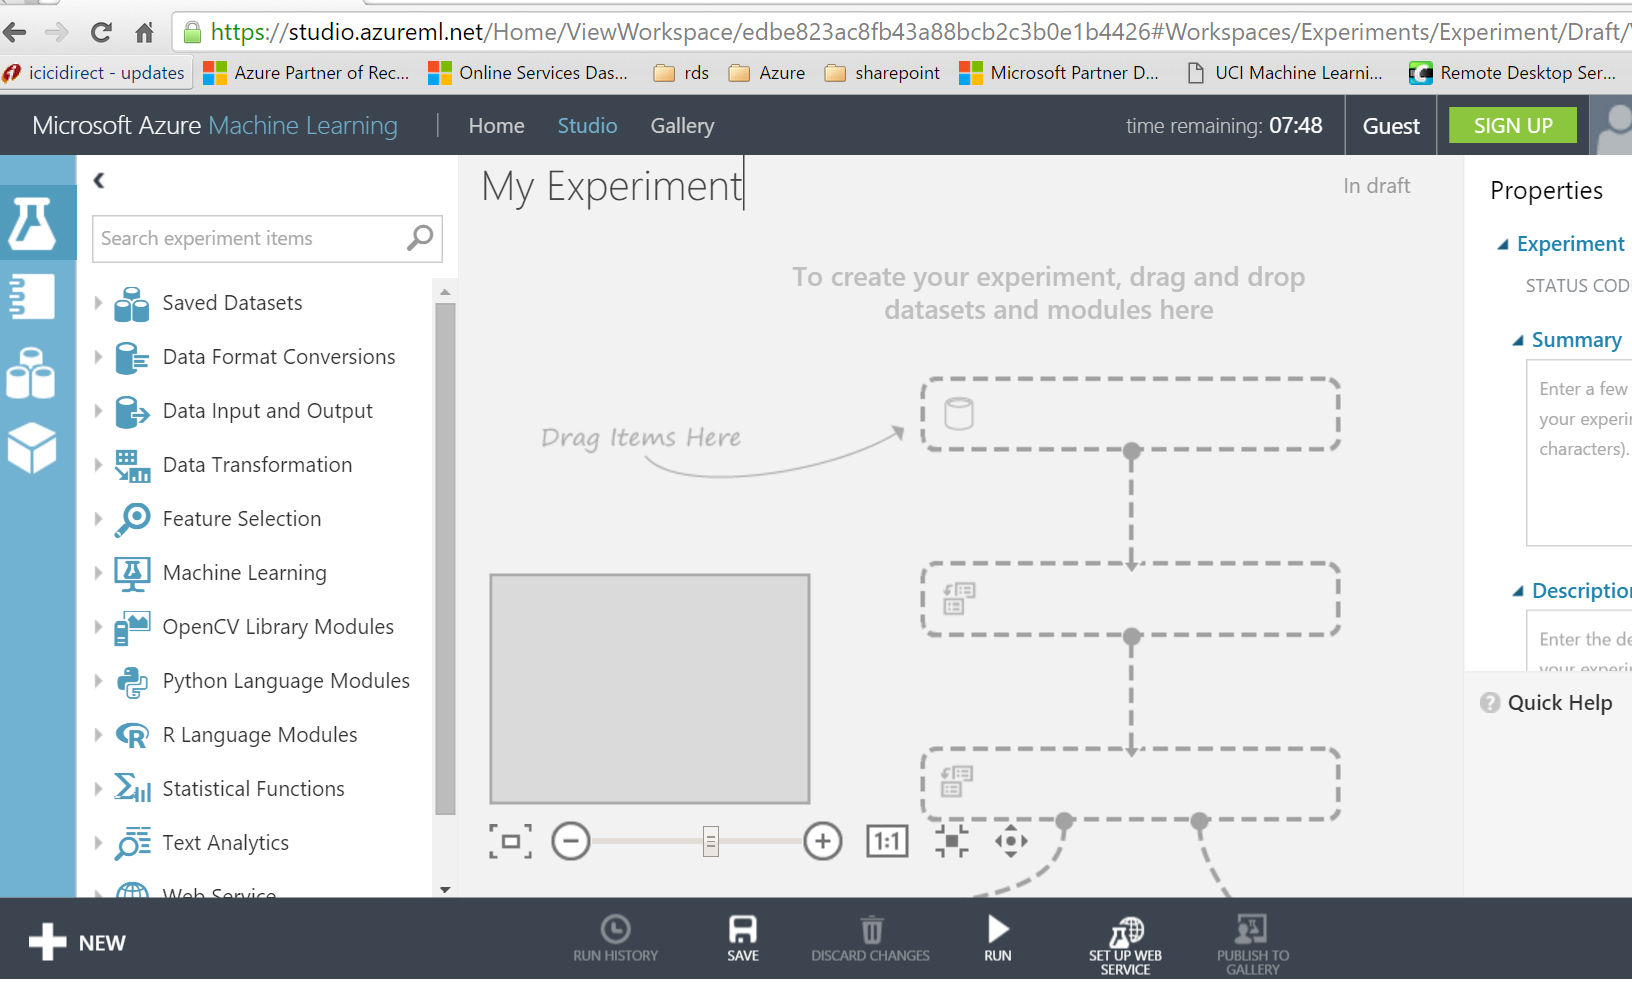 https://studio.azureml.net/Home/ViewWorkspace/edbe823ac8fb43a88bcb2c3b0e1b4426#Workspaces/Experiments/Experiment/Draft/
icicidirect - updates Azure Partner of Rec... Online Services Das... rds Azure sharepoint Microsoft Partner D... UCI Machine Learni... Remote Desktop Ser...
Microsoft Azure Machine Learning | Home Studio Gallery time remaining: 07:48 Guest SIGN UP
My Experiment
In draft
Search experiment items
Saved Datasets
Data Format Conversions
Data Input and Output
Data Transformation
Feature Selection
Machine Learning
OpenCV Library Modules
Python Language Modules
R Language Modules
Statistical Functions
Text Analytics
Web Service
To create your experiment, drag and drop
datasets and modules here
Drag Items Here
1:1
Properties
Experiment
STATUS COD
Summary
Enter a few
your experi
characters).
Description
Enter the de
your experi
Quick Help
NEW
RUN HISTORY
SAVE
DISCARD CHANGES
RUN
SET UP WEB
SERVICE
PUBLISH TO
GALLERY